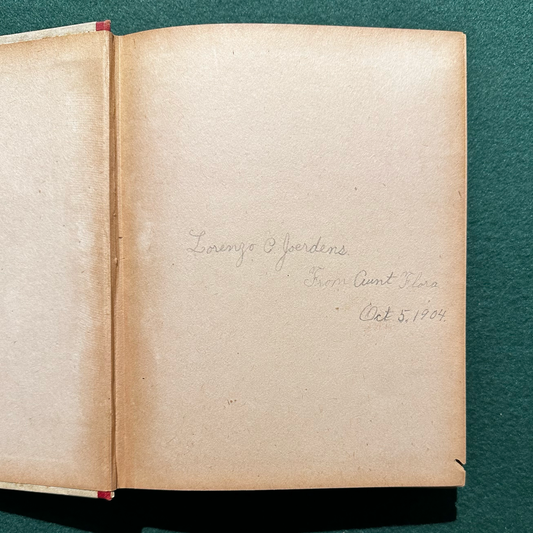 Lorenzo P Joerdens.
From Aunt Flora
Oct 5, 1904.